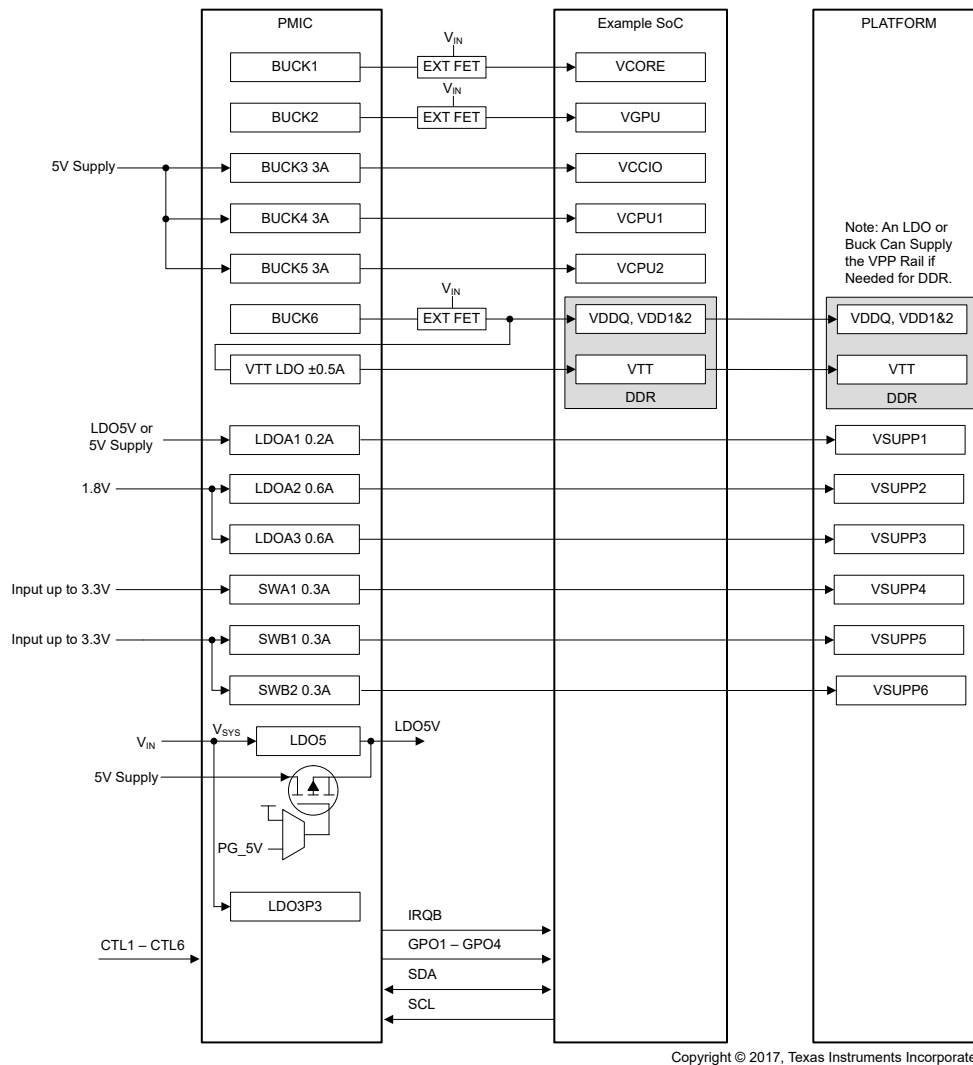 PMIC
Example SoC
PLATFORM
VIN
BUCK1
EXT FET
VCORE
VIN
BUCK2
EXT FET
VGPU
5V Supply
BUCK3 3A
VCCIO
BUCK4 3A
VCPU1
Note: An LDO or
Buck Can Supply
the VPP Rail if
Needed for DDR.
BUCK5 3A
VCPU2
VIN
BUCK6
EXT FET
VDDQ, VDD1&2
VDDQ, VDD1&2
VTT LDO ±0.5A
VTT
VTT
DDR
DDR
LDO5V or
5V Supply
LDOA1 0.2A
VSUPP1
1.8V
LDOA2 0.6A
VSUPP2
LDOA3 0.6A
VSUPP3
Input up to 3.3V
SWA1 0.3A
VSUPP4
Input up to 3.3V
SWB1 0.3A
VSUPP5
SWB2 0.3A
VSUPP6
VIN
VSYS
LDO5
LDO5V
5V Supply
PG_5V
LDO3P3
IRQB
CTL1 – CTL6
GPO1 – GPO4
SDA
SCL
Copyright © 2017, Texas Instruments Incorporate